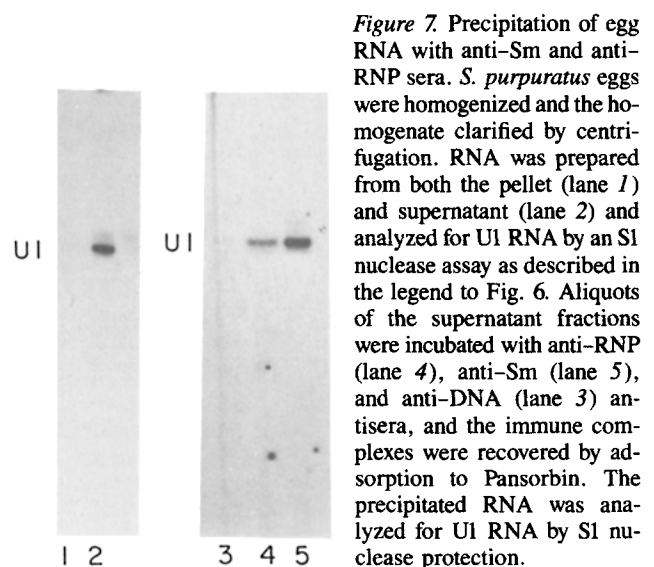 U1
U1
1 2
3 4 5
Figure 7. Precipitation of egg
RNA with anti-Sm and anti-
RNP sera. S. purpuratus eggs
were homogenized and the ho-
mogenate clarified by centri-
fugation. RNA was prepared
from both the pellet (lane 1)
and supernatant (lane 2) and
analyzed for U1 RNA by an S1
nuclease assay as described in
the legend to Fig. 6. Aliquots
of the supernatant fractions
were incubated with anti-RNP
(lane 4), anti-Sm (lane 5),
and anti-DNA (lane 3) an-
tisera, and the immune com-
plexes were recovered by ad-
sorption to Pansorbin. The
precipitated RNA was ana-
lyzed for U1 RNA by S1 nu-
clease protection.